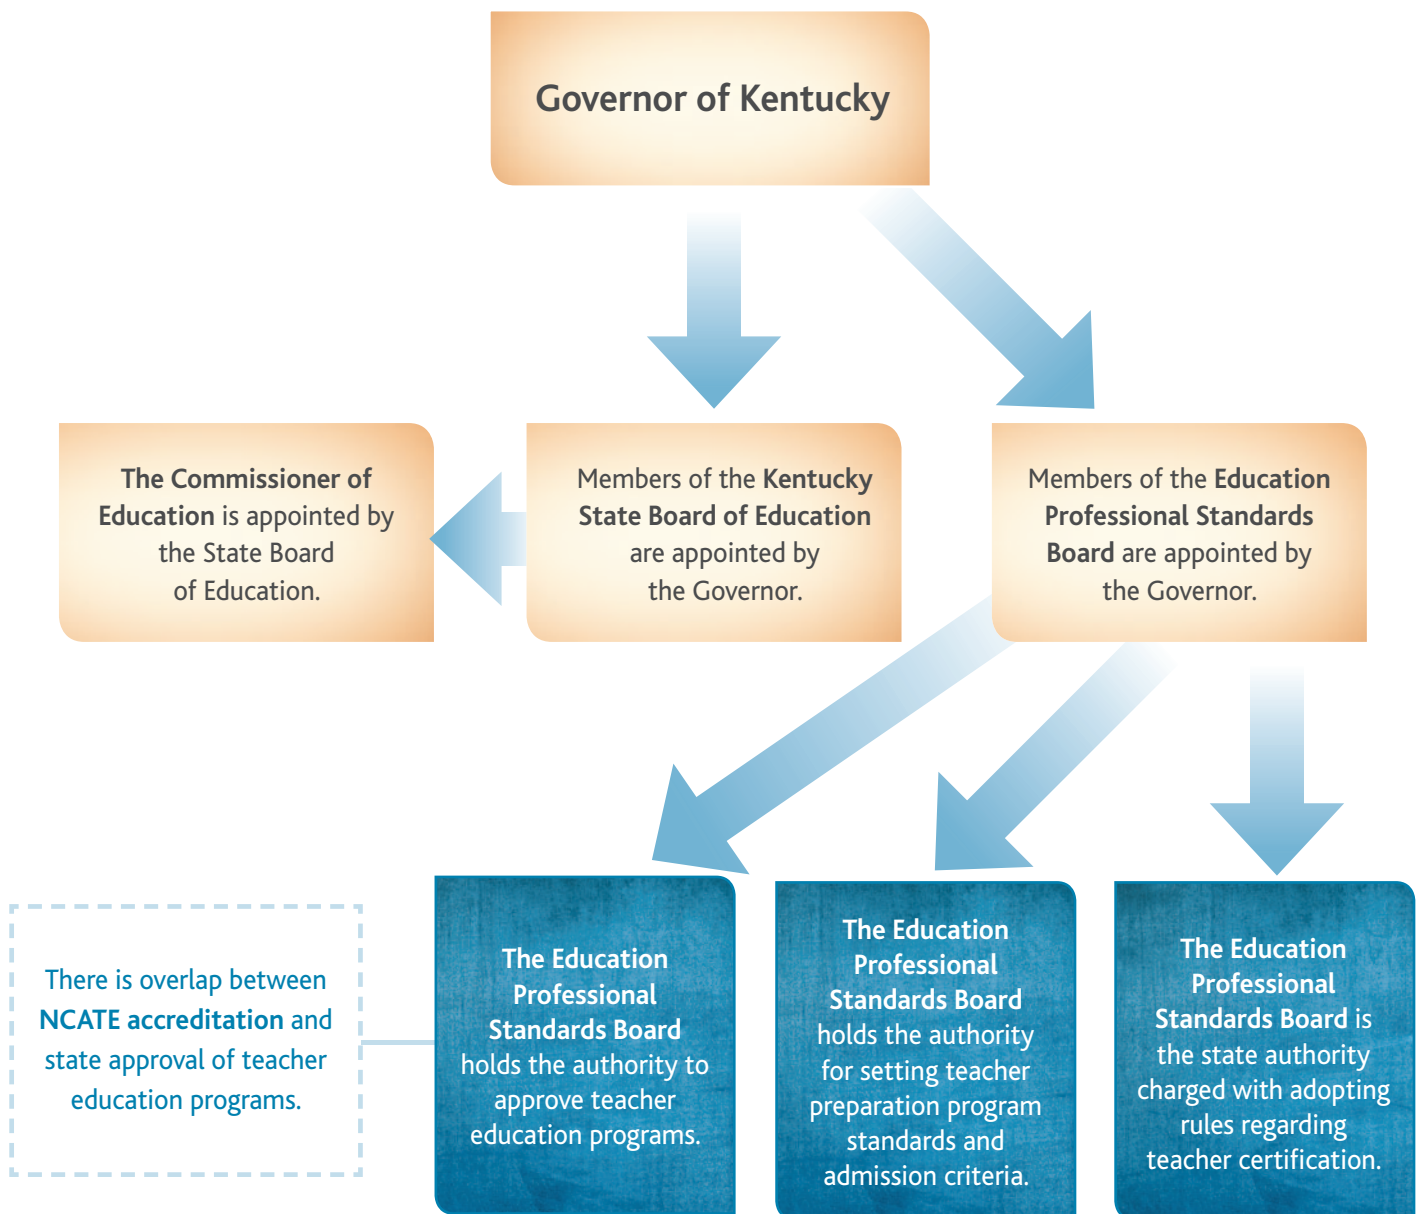 Governor of Kentucky
The Commissioner of
Education is appointed by
the State Board
of Education.
Members of the Kentucky
State Board of Education
are appointed by
the Governor.
Members of the Education
Professional Standards
Board are appointed by
the Governor.
There is overlap between
NCATE accreditation and
state approval of teacher
education programs.
The Education
Professional
Standards Board
holds the authority to
approve teacher
education programs.
The Education
Professional
Standards Board
holds the authority
for setting teacher
preparation program
standards and
admission criteria.
The Education
Professional
Standards Board is
the state authority
charged with adopting
rules regarding
teacher certification.